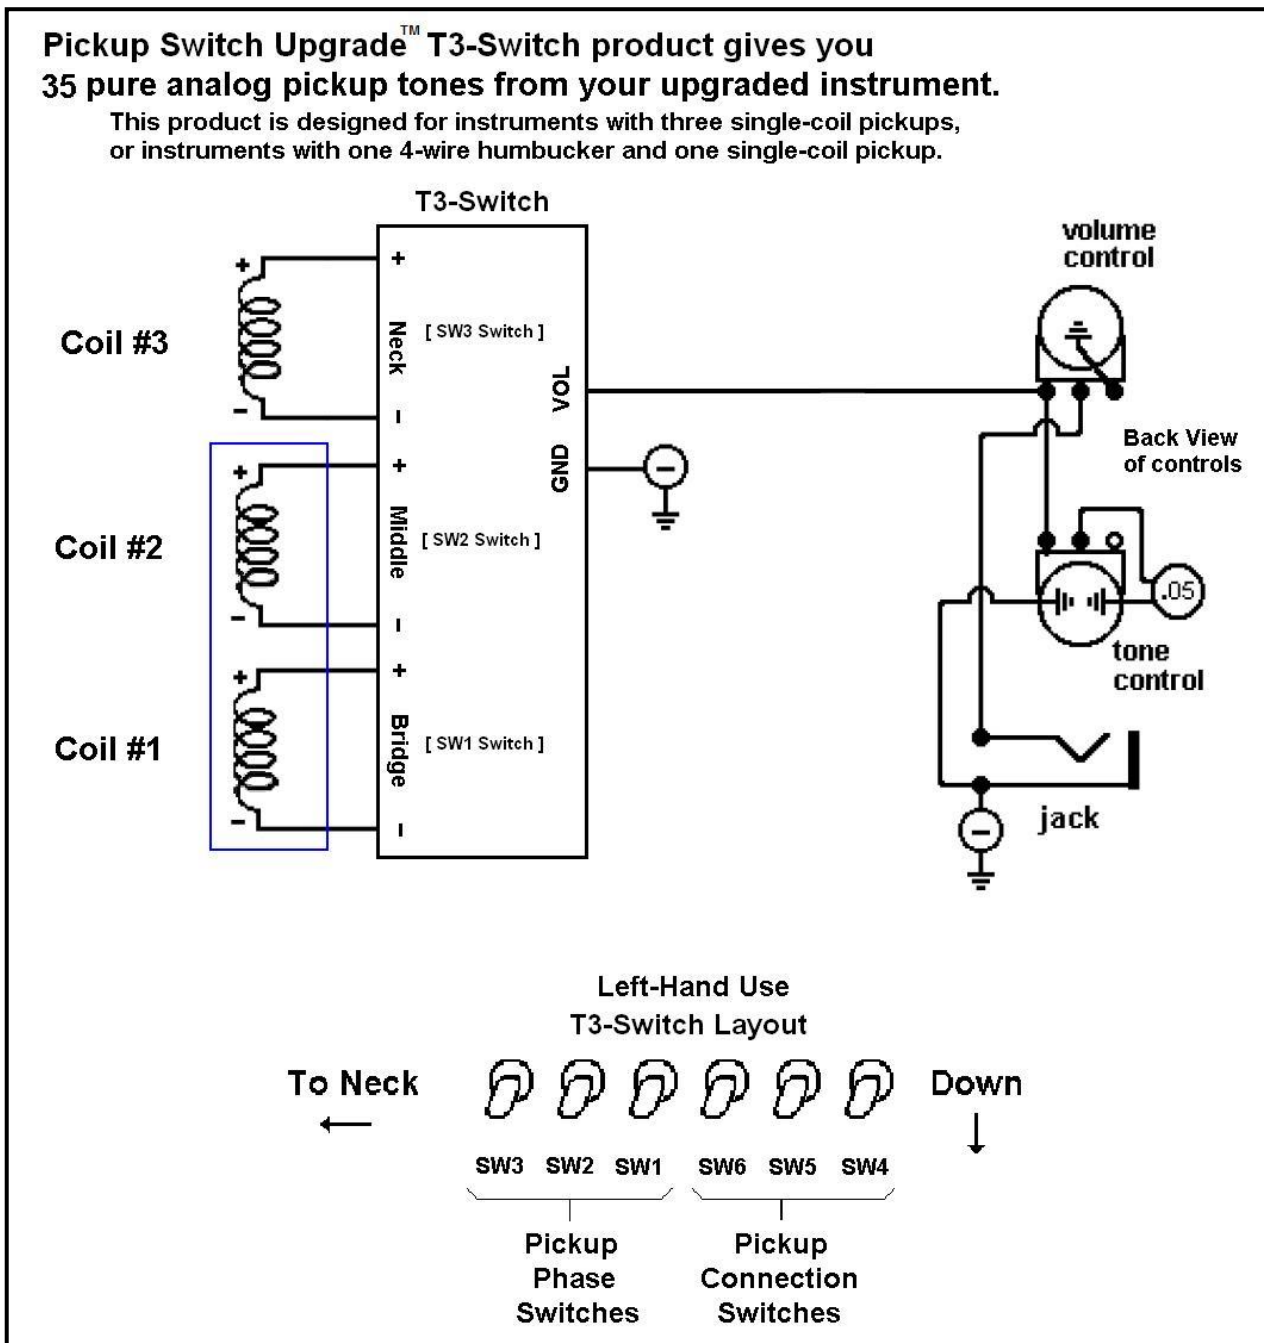 Pickup Switch Upgrade™ T3-Switch product gives you
35 pure analog pickup tones from your upgraded instrument.
This product is designed for instruments with three single-coil pickups,
or instruments with one 4-wire humbucker and one single-coil pickup.
T3-Switch
volume
control
+
+
Coil #3
Neck
[ SW3 Switch ]
VOL
-
-
Back View
of controls
+
+
GND
-
Coil #2
Middle
[ SW2 Switch ]
.05
-
-
tone
control
+
+
Coil #1
Bridge
[ SW1 Switch ]
-
-
jack
-
Left-Hand Use
T3-Switch Layout
To Neck
Down
SW3 SW2 SW1 SW6 SW5 SW4
Pickup
Phase
Switches
Pickup
Connection
Switches